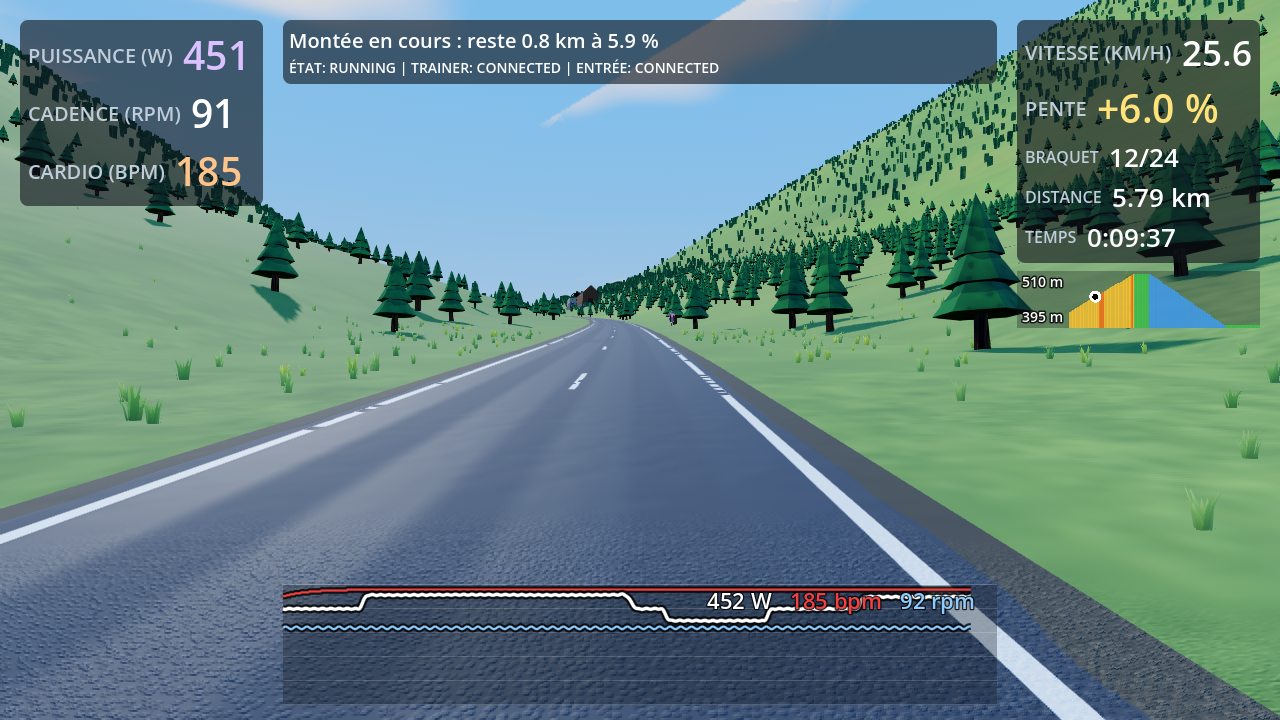 PUISSANCE (W) 451
CADENCE (RPM) 91
CARDIO (BPM) 185
Montée en cours : reste 0.8 km à 5.9 %
ÉTAT: RUNNING | TRAINER: CONNECTED | ENTRÉE: CONNECTED
VITESSE (KM/H) 25.6
PENTE +6.0 %
BRAQUET 12/24
DISTANCE 5.79 km
TEMPS 0:09:37
510 m
395 m
452 W 185 bpm 92 rpm